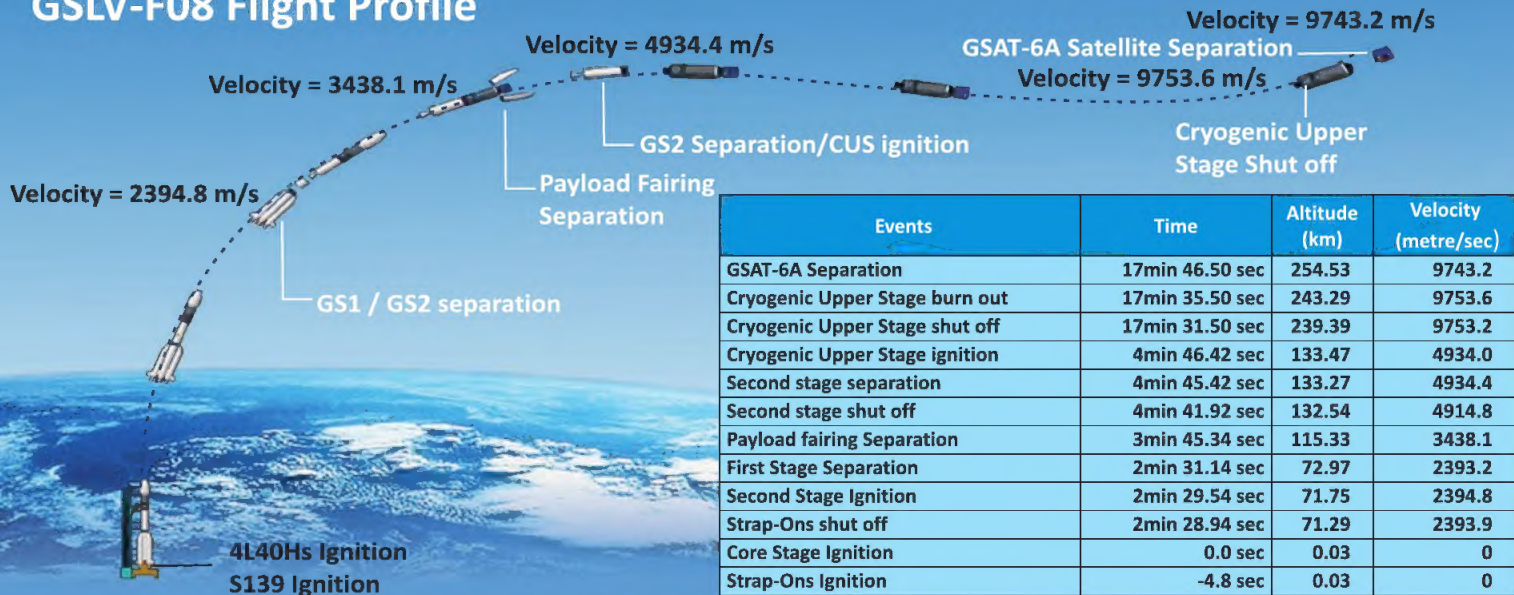 GSLV-F08 Flight Profile
Velocity = 9743.2 m/s
Velocity = 4934.4 m/s
GSAT-6A Satellite Separation
Velocity = 3438.1 m/s
Velocity = 9753.6 m/s
Cryogenic Upper
Stage Shut off
GS2 Separation/CUS ignition
Payload Fairing
Separation
Velocity = 2394.8 m/s
GS1 / GS2 separation
4L40Hs Ignition
S139 Ignition
Events Time Altitude (km) Velocity (metre/sec)
GSAT-6A Separation 17min 46.50 sec 254.53 9743.2
Cryogenic Upper Stage burn out 17min 35.50 sec 243.29 9753.6
Cryogenic Upper Stage shut off 17min 31.50 sec 239.39 9753.2
Cryogenic Upper Stage ignition 4min 46.42 sec 133.47 4934.0
Second stage separation 4min 45.42 sec 133.27 4934.4
Second stage shut off 4min 41.92 sec 132.54 4914.8
Payload fairing Separation 3min 45.34 sec 115.33 3438.1
First Stage Separation 2min 31.14 sec 72.97 2393.2
Second Stage Ignition 2min 29.54 sec 71.75 2394.8
Strap-Ons shut off 2min 28.94 sec 71.29 2393.9
Core Stage Ignition 0.0 sec 0.03 0
Strap-Ons Ignition -4.8 sec 0.03 0